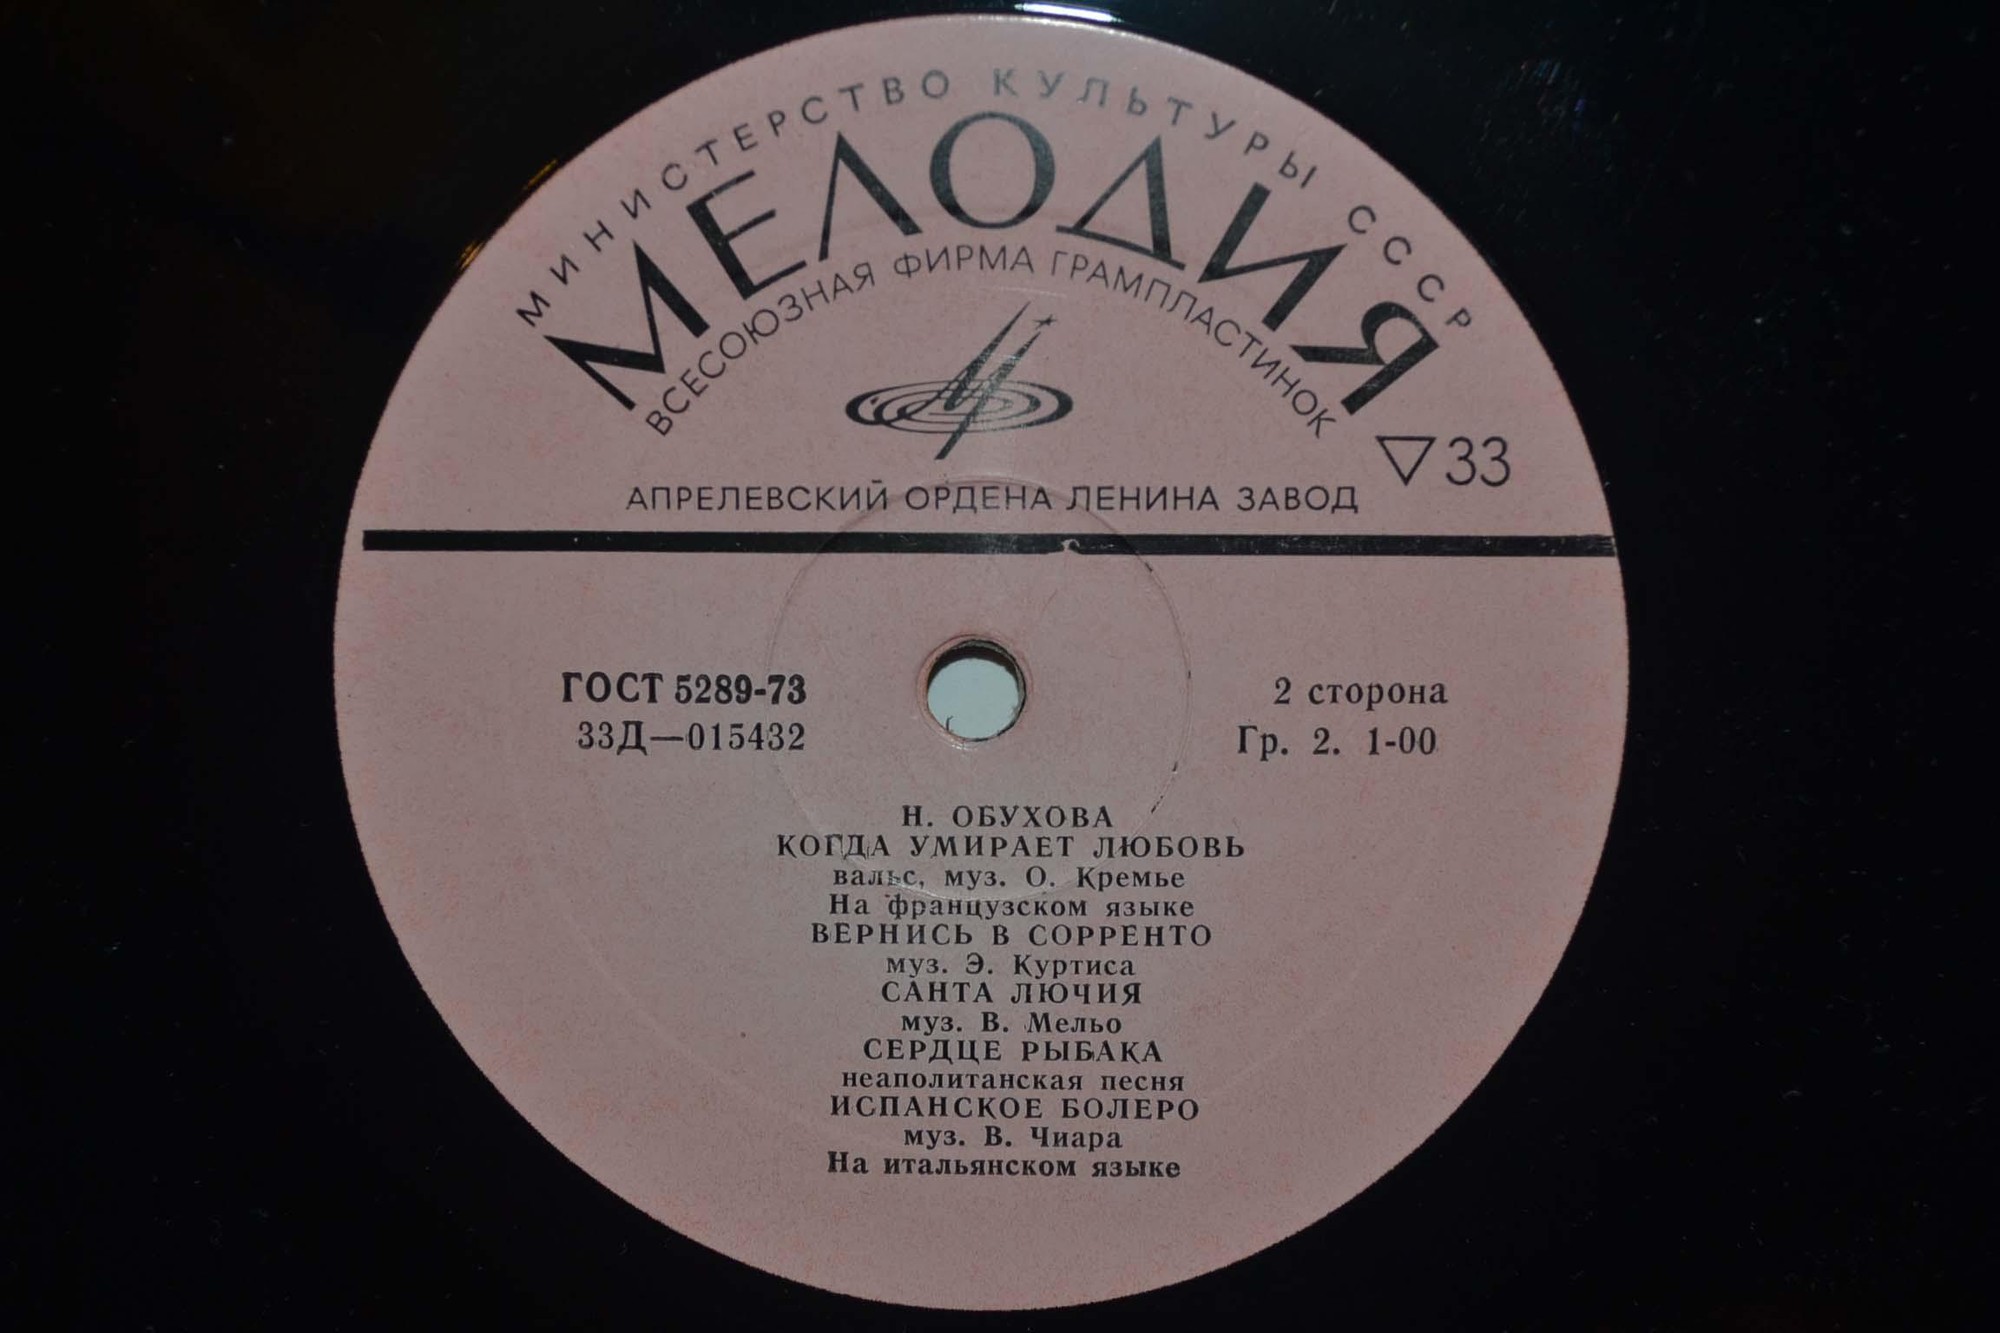 МИНИСТЕРСТВО КУЛЬТУРЫ СССР
МЕЛОДИЯ
ВСЕСОЮЗНАЯ ФИРМА ГРАМПЛАСТИНОК
▽33
АПРЕЛЕВСКИЙ ОРДЕНА ЛЕНИНА ЗАВОД
ГОСТ 5289-73
33Д—015432
2 сторона
Гр. 2. 1-00
Н. ОБУХОВА
КОГДА УМИРАЕТ ЛЮБОВЬ
вальс, муз. О. Кремье
На французском языке
ВЕРНИСЬ В СОРРЕНТО
муз. Э. Куртиса
САНТА ЛЮЧИЯ
муз. В. Мельо
СЕРДЦЕ РЫБАКА
неаполитанская песня
ИСПАНСКОЕ БОЛЕРО
муз. В. Чиара
На итальянском языке